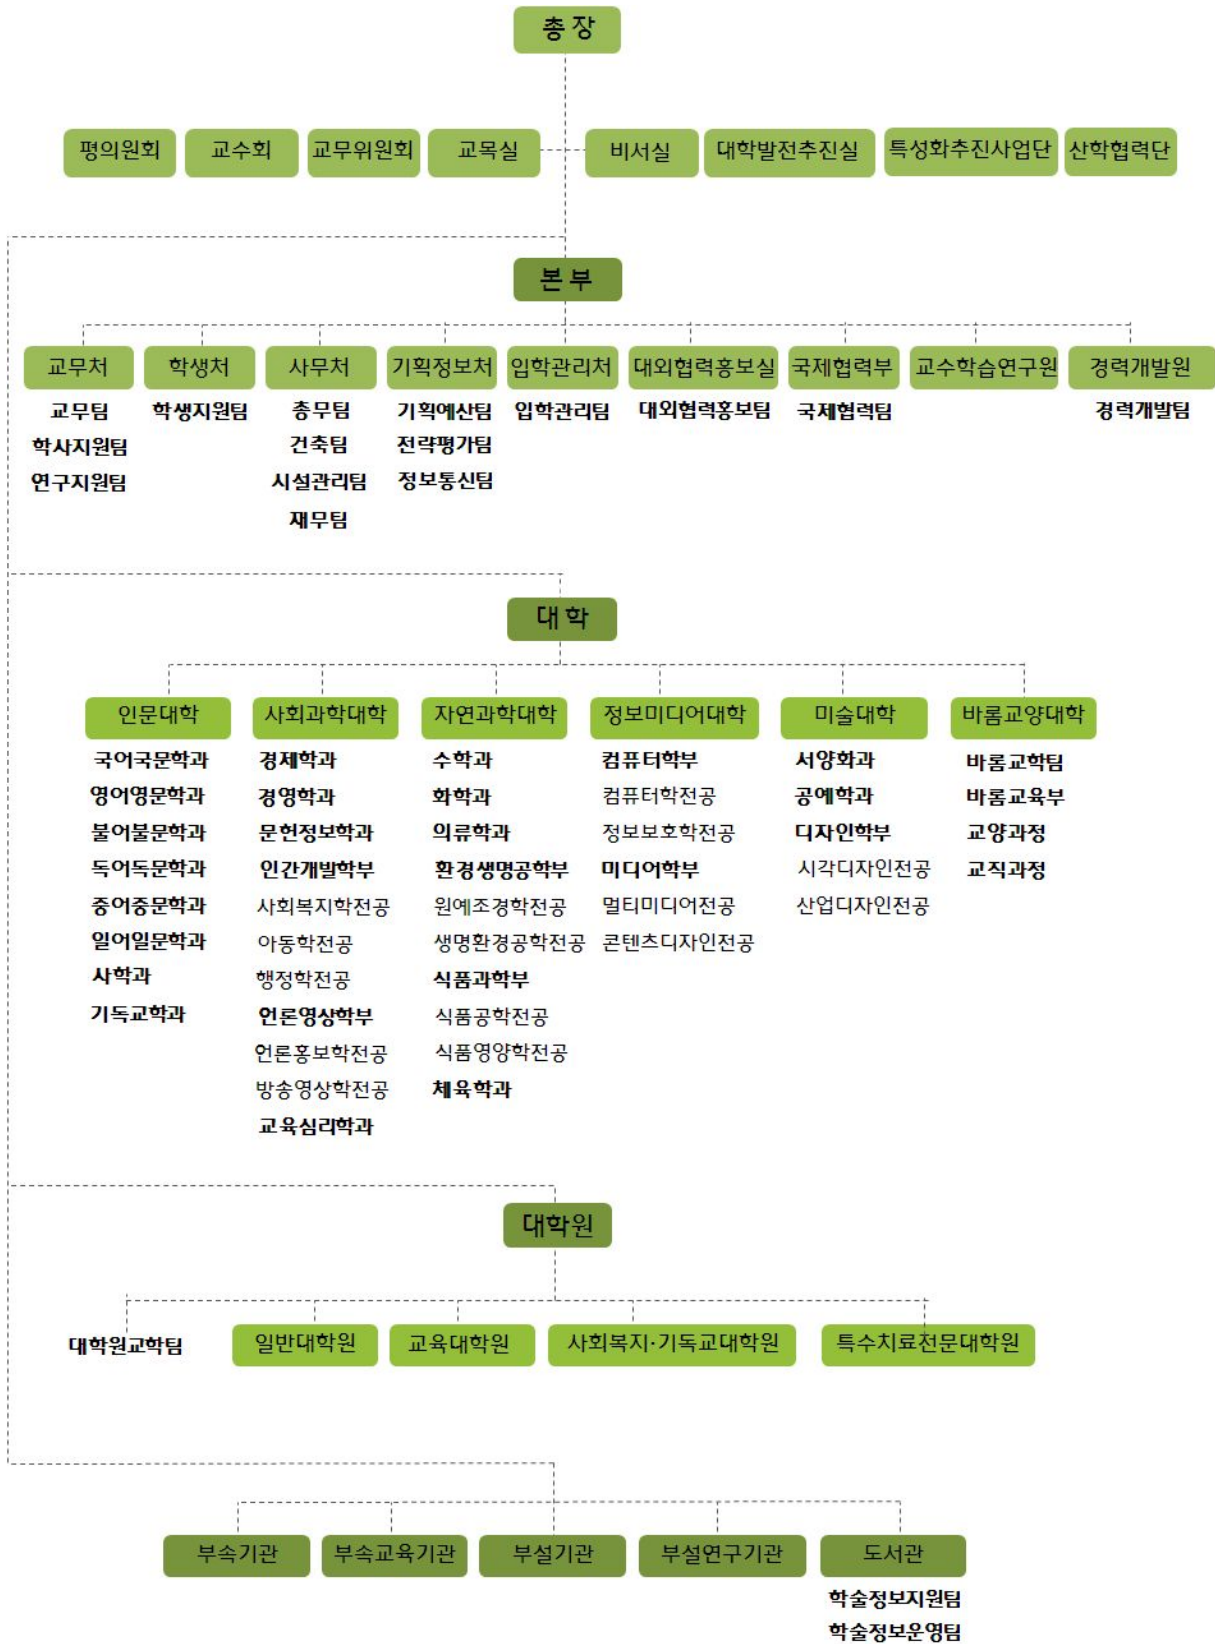 총 장
평의원회 교수회 교무위원회 교목실 비서실 대학발전추진실 특성화추진사업단 산학협력단
본 부
교무처 학생처 사무처 기획정보처 입학관리처 대외협력홍보실 국제협력부 교수학습연구원 경력개발원
교무팀 학생지원팀 총무팀 기획예산팀 입학관리팀 대외협력홍보팀 국제협력팀 경력개발팀
학사지원팀 건축팀 전략평가팀
연구지원팀 시설관리팀 정보통신팀
재무팀
대 학
인문대학 사회과학대학 자연과학대학 정보미디어대학 미술대학 바롬교양대학
국어국문학과 경제학과 수학과 컴퓨터학부 서양화과 바롬교학팀
영어영문학과 경영학과 화학과 컴퓨터학전공 공예학과 바롬교육부
불어불문학과 문헌정보학과 의류학과 정보보호학전공 디자인학부 교양과정
독어독문학과 인간개발학부 환경생명공학부 미디어학부 시각디자인전공 교직과정
중어중문학과 사회복지학전공 원예조경학전공 멀티미디어전공 산업디자인전공
일어일문학과 아동학전공 생명환경공학전공 콘텐츠디자인전공
사학과 행정학전공 식품과학부
기독교학과 언론영상학부 식품공학전공
언론홍보학전공 식품영양학전공
방송영상학전공 체육학과
교육심리학과
대학원
대학원교학팀 일반대학원 교육대학원 사회복지·기독교대학원 특수치료전문대학원
부속기관 부속교육기관 부설기관 부설연구기관 도서관
학술정보지원팀
학술정보운영팀